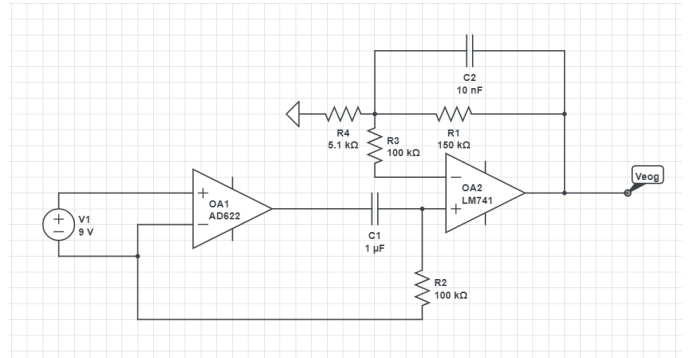 C2
10 nF
R4
5.1 kΩ
R3
100 kΩ
R1
150 kΩ
Veog
+
−
V1
9 V
+
−
OA1
AD622
C1
1 µF
−
+
OA2
LM741
R2
100 kΩ